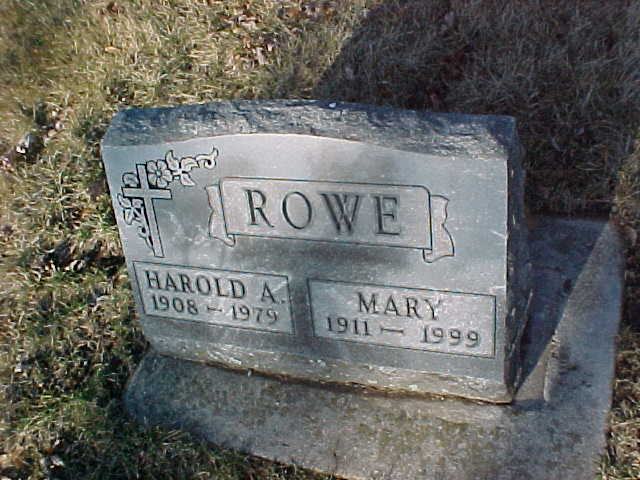 ROWE
HAROLD A.
1908 — 1979
MARY
1911 — 1999